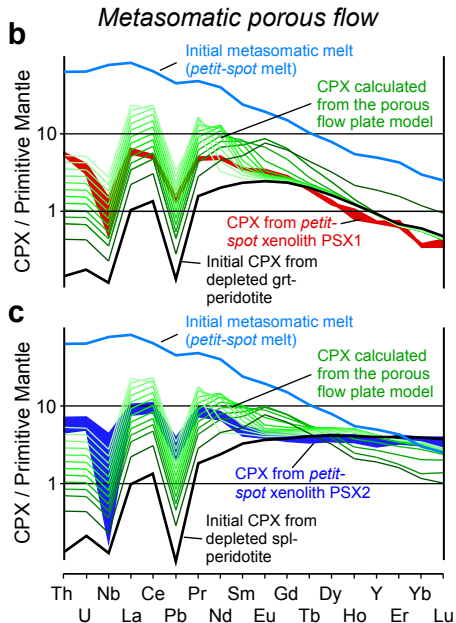 Metasomatic porous flow
b
Initial metasomatic melt
(petit-spot melt)
CPX calculated
from the porous
flow plate model
10
1
CPX / Primitive Mantle
CPX from petit-
spot xenolith PSX1
Initial CPX from
depleted grt-
peridotite
c
Initial metasomatic melt
(petit-spot melt)
CPX calculated
from the porous
flow plate model
10
1
CPX / Primitive Mantle
CPX from petit-
spot xenolith PSX2
Initial CPX from
depleted spl-
peridotite
Th Nb Ce Pr Sm Gd Dy Y Yb
U La Pb Nd Eu Tb Ho Er Lu